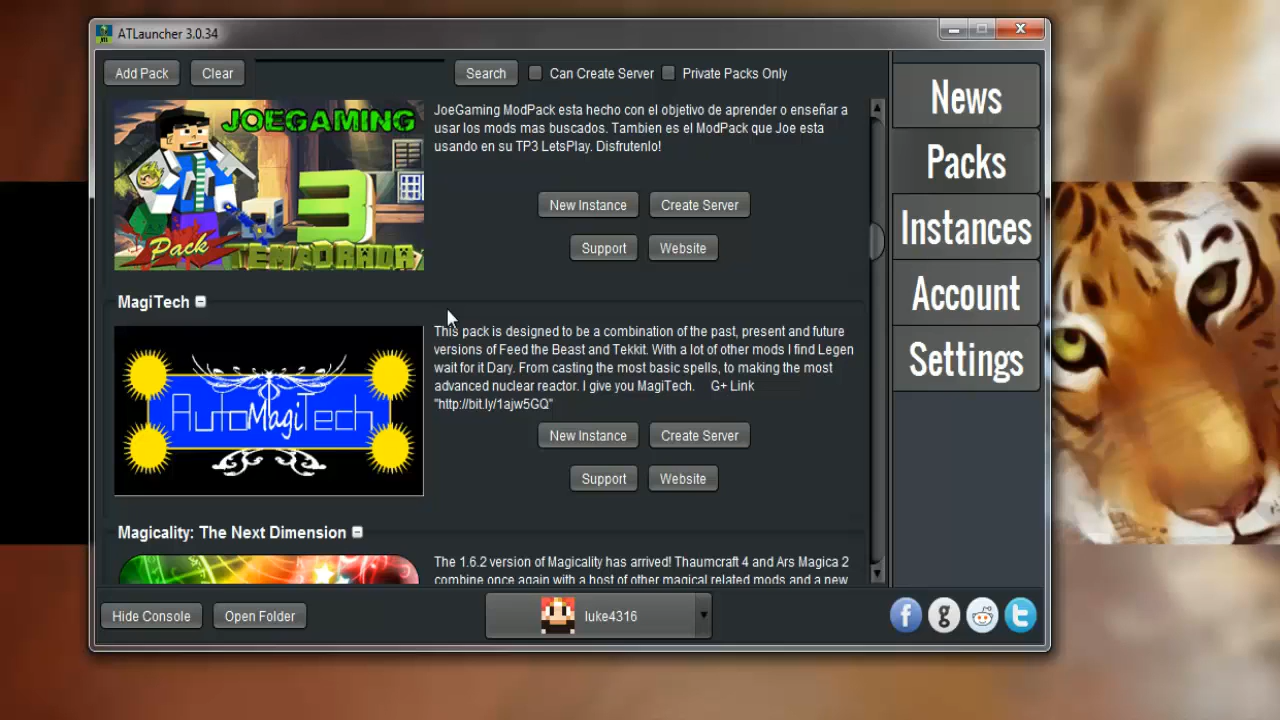 ATLauncher 3.0.34
Add Pack
Clear
Search
Can Create Server
Private Packs Only
JOEGAMING
3
Pack
TEMPORADA
JoeGaming ModPack esta hecho con el objetivo de aprender o enseñar a
usar los mods mas buscados. Tambien es el ModPack que Joe esta
usando en su TP3 LetsPlay. Disfrutenlo!
New Instance
Create Server
Support
Website
MagiTech
AutoMagiTech
This pack is designed to be a combination of the past, present and future
versions of Feed the Beast and Tekkit. With a lot of other mods I find Legen
wait for it Dary. From casting the most basic spells, to making the most
advanced nuclear reactor. I give you MagiTech. G+ Link
"http://bit.ly/1ajw5GQ"
New Instance
Create Server
Support
Website
Magicality: The Next Dimension
The 1.6.2 version of Magicality has arrived! Thaumcraft 4 and Ars Magica 2
combine once again with a host of other magical related mods and a new
News
Packs
Instances
Account
Settings
Hide Console
Open Folder
luke4316
f
g
t